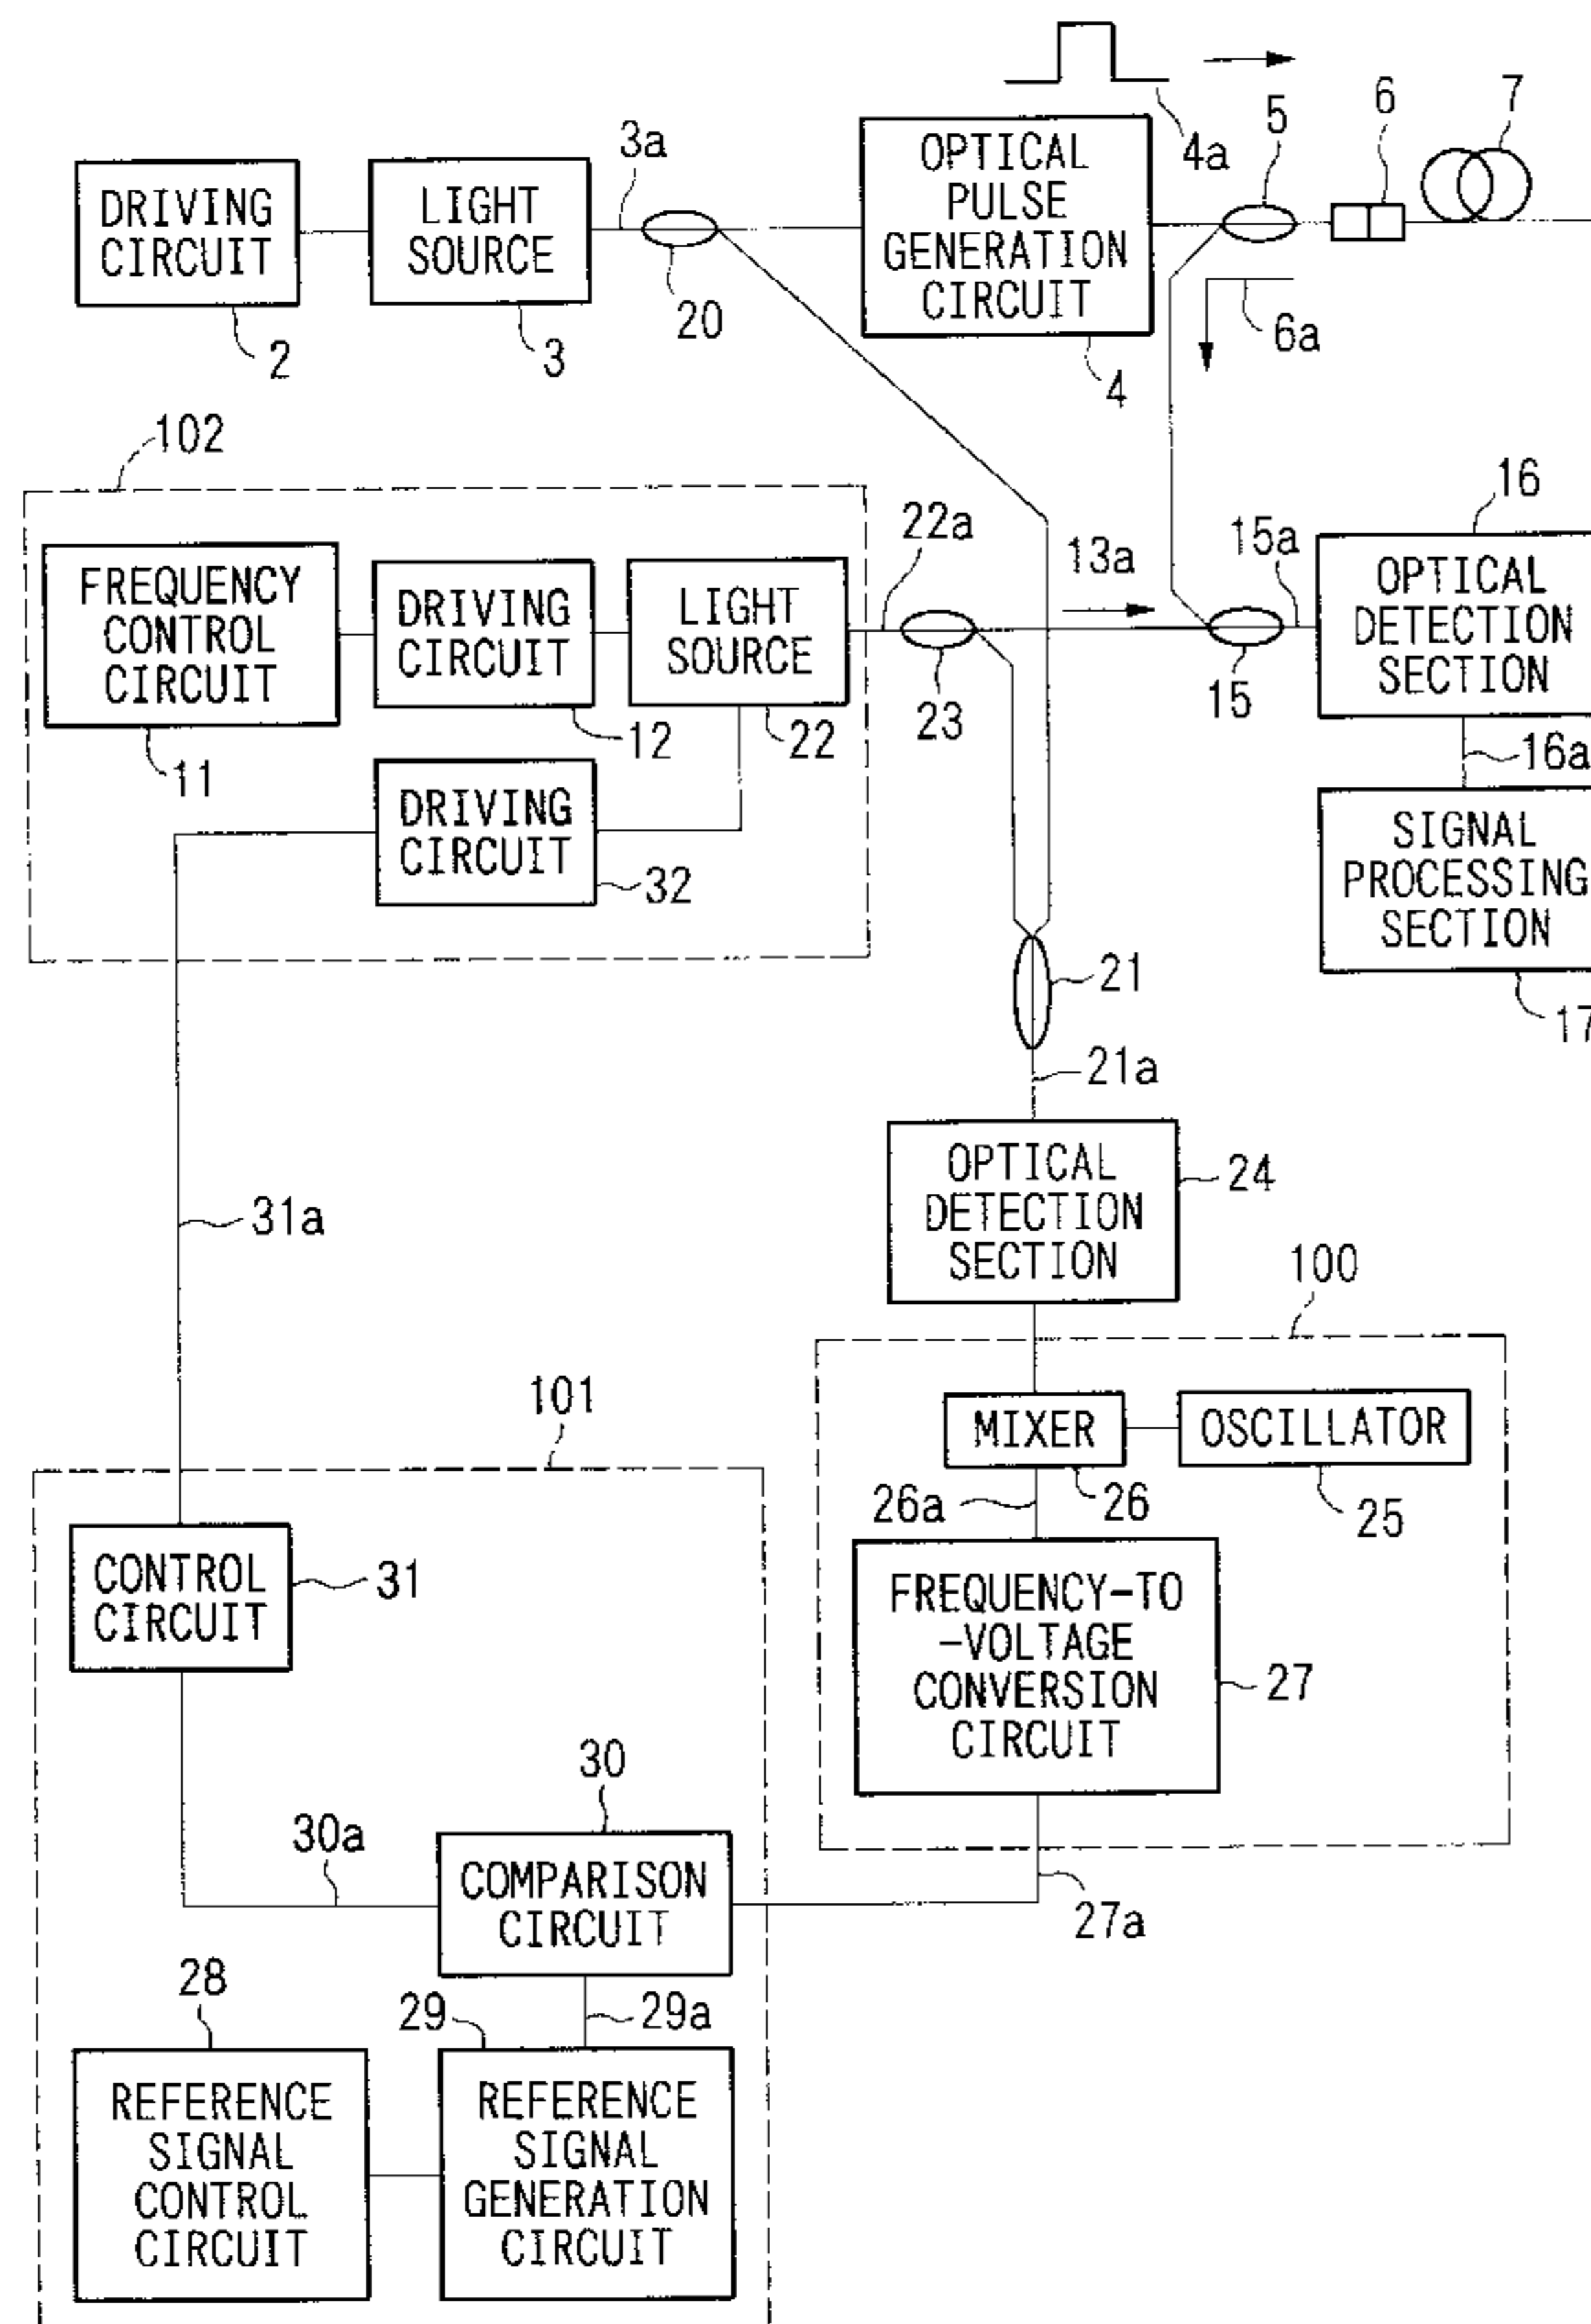 4a
5
6
7
3a
DRIVING
CIRCUIT
2
LIGHT
SOURCE
3
20
OPTICAL
PULSE
GENERATION
CIRCUIT
4
6a
102
FREQUENCY
CONTROL
CIRCUIT
11
DRIVING
CIRCUIT
12
LIGHT
SOURCE
22
22a
23
13a
15
15a
16
OPTICAL
DETECTION
SECTION
16a
DRIVING
CIRCUIT
32
SIGNAL
PROCESSING
SECTION
17
21
21a
OPTICAL
DETECTION
SECTION
24
31a
100
101
MIXER
26
OSCILLATOR
25
26a
CONTROL
CIRCUIT
31
FREQUENCY-TO
-VOLTAGE
CONVERSION
CIRCUIT
27
30
30a
COMPARISON
CIRCUIT
27a
28
29
29a
REFERENCE
SIGNAL
CONTROL
CIRCUIT
REFERENCE
SIGNAL
GENERATION
CIRCUIT